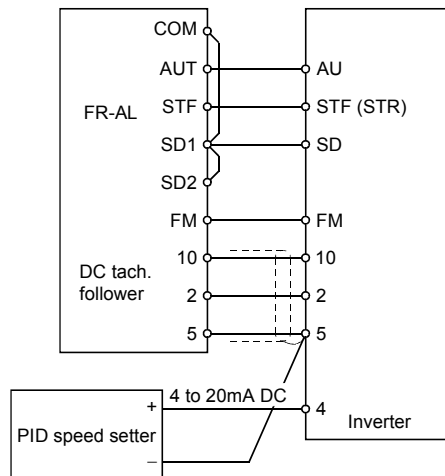 COM
AUT AU
FR-AL STF STF (STR)
SD1 SD
SD2
FM FM
10 10
DC tach.
follower
2 2
5 5
4 to 20mA DC
+ 4
PID speed setter
Inverter
–